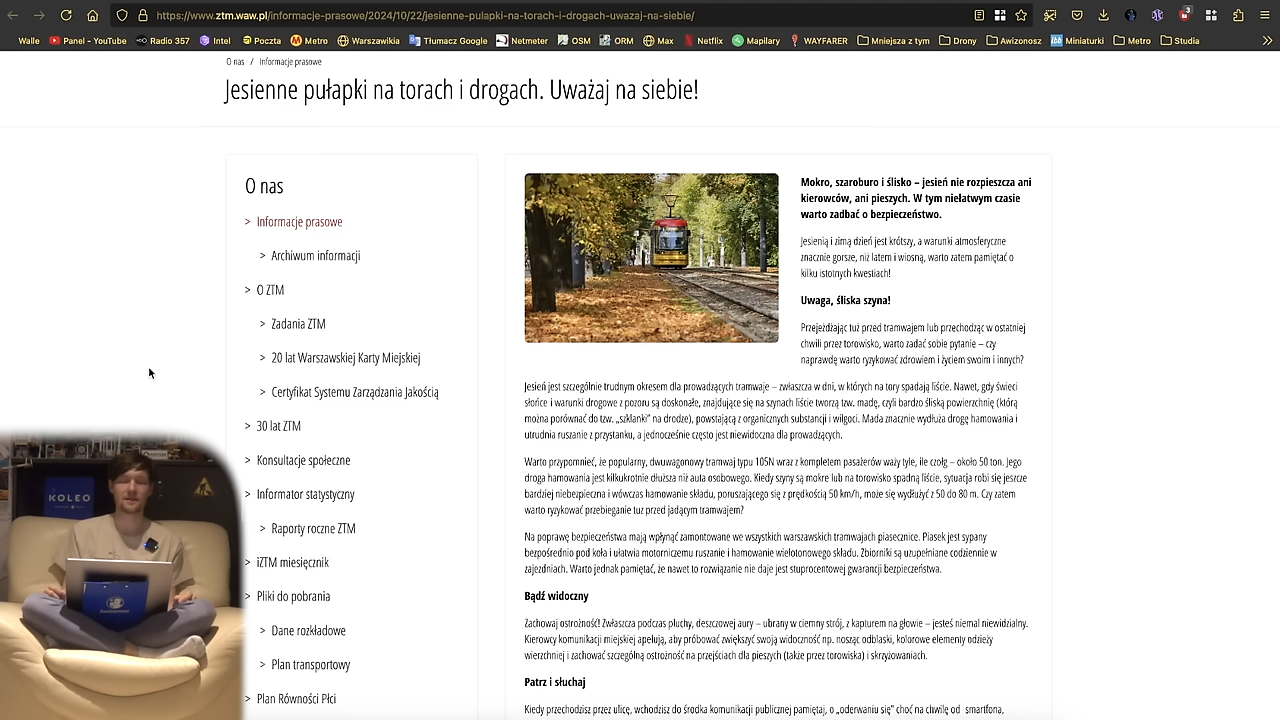 https://www.ztm.waw.pl/informacje-prasowe/2024/10/22/jesienne-pulapki-na-torach-i-drogach-uwazaj-na-siebie/
3
Walle Panel - YouTube Radio 357 Intel Poczta Metro Warszawikia Tłumacz Google Netmeter OSM ORM Max Netflix Mapilary WAYFARER Mniejsza z tym Drony Awizonosz Miniaturki Metro Studia
O nas / Informacje prasowe
Jesienne pułapki na torach i drogach. Uważaj na siebie!
O nas
> Informacje prasowe
> Archiwum informacji
> O ZTM
> Zadania ZTM
> 20 lat Warszawskiej Karty Miejskiej
> Certyfikat Systemu Zarządzania Jakością
> 30 lat ZTM
> Konsultacje społeczne
> Informator statystyczny
> Raporty roczne ZTM
> iZTM miesięcznik
> Pliki do pobrania
> Dane rozkładowe
> Plan transportowy
> Plan Równości Płci
Mokro, szaroburo i ślisko – jesień nie rozpieszcza ani
kierowców, ani pieszych. W tym niełatwym czasie
warto zadbać o bezpieczeństwo.
Jesienią i zimą dzień jest krótszy, a warunki atmosferyczne
znacznie gorsze, niż latem i wiosną, warto zatem pamiętać o
kilku istotnych kwestiach!
Uwaga, śliska szyna!
Przejeżdżając tuż przed tramwajem lub przechodząc w ostatniej
chwili przez torowisko, warto zadać sobie pytanie – czy
naprawdę warto ryzykować zdrowiem i życiem swoim i innych?
Jesień jest szczególnie trudnym okresem dla prowadzących tramwaje – zwłaszcza w dni, w których na tory spadają liście. Nawet, gdy świeci
słońce i warunki drogowe z pozoru są doskonałe, znajdujące się na szynach liście tworzą tzw. madę, czyli bardzo śliską powierzchnię (którą
można porównać do tzw. „szklanki” na drodze), powstającą z organicznych substancji i wilgoci. Mada znacznie wydłuża drogę hamowania i
utrudnia ruszanie z przystanku, a jednocześnie często jest niewidoczna dla prowadzących.
Warto przypomnieć, że popularny, dwuwagonowy tramwaj typu 105N wraz z kompletem pasażerów waży tyle, ile czołg – około 50 ton. Jego
droga hamowania jest kilkukrotnie dłuższa niż auta osobowego. Kiedy szyny są mokre lub na torowisko spadną liście, sytuacja robi się jeszcze
bardziej niebezpieczna i wówczas hamowanie składu, poruszającego się z prędkością 50 km/h, może się wydłużyć z 50 do 80 m. Czy zatem
warto ryzykować przebieganie tuż przed jadącym tramwajem?
Na poprawę bezpieczeństwa mają wpłynąć zamontowane we wszystkich warszawskich tramwajach piasecznice. Piasek jest sypany
bezpośrednio pod koła i ułatwia motorniczemu ruszanie i hamowanie wielotonowego składu. Zbiorniki są uzupełniane codziennie w
zajezdniach. Warto jednak pamiętać, że nawet to rozwiązanie nie daje jest stuprocentowej gwarancji bezpieczeństwa.
Bądź widoczny
Zachowaj ostrożność! Zwłaszcza podczas pluchy, deszczowej aury – ubrany w ciemny strój, z kapturem na głowie – jesteś niemal niewidzialny.
Kierowcy komunikacji miejskiej apelują, aby próbować zwiększyć swoją widoczność np. nosząc odblaski, kolorowe elementy odzieży
wierzchniej i zachować szczególną ostrożność na przejściach dla pieszych (także przez torowiska) i skrzyżowaniach.
Patrz i słuchaj
Kiedy przechodzisz przez ulicę, wchodzisz do środka komunikacji publicznej pamiętaj, o „oderwaniu się” choć na chwilę od smartfona,
KOLEO